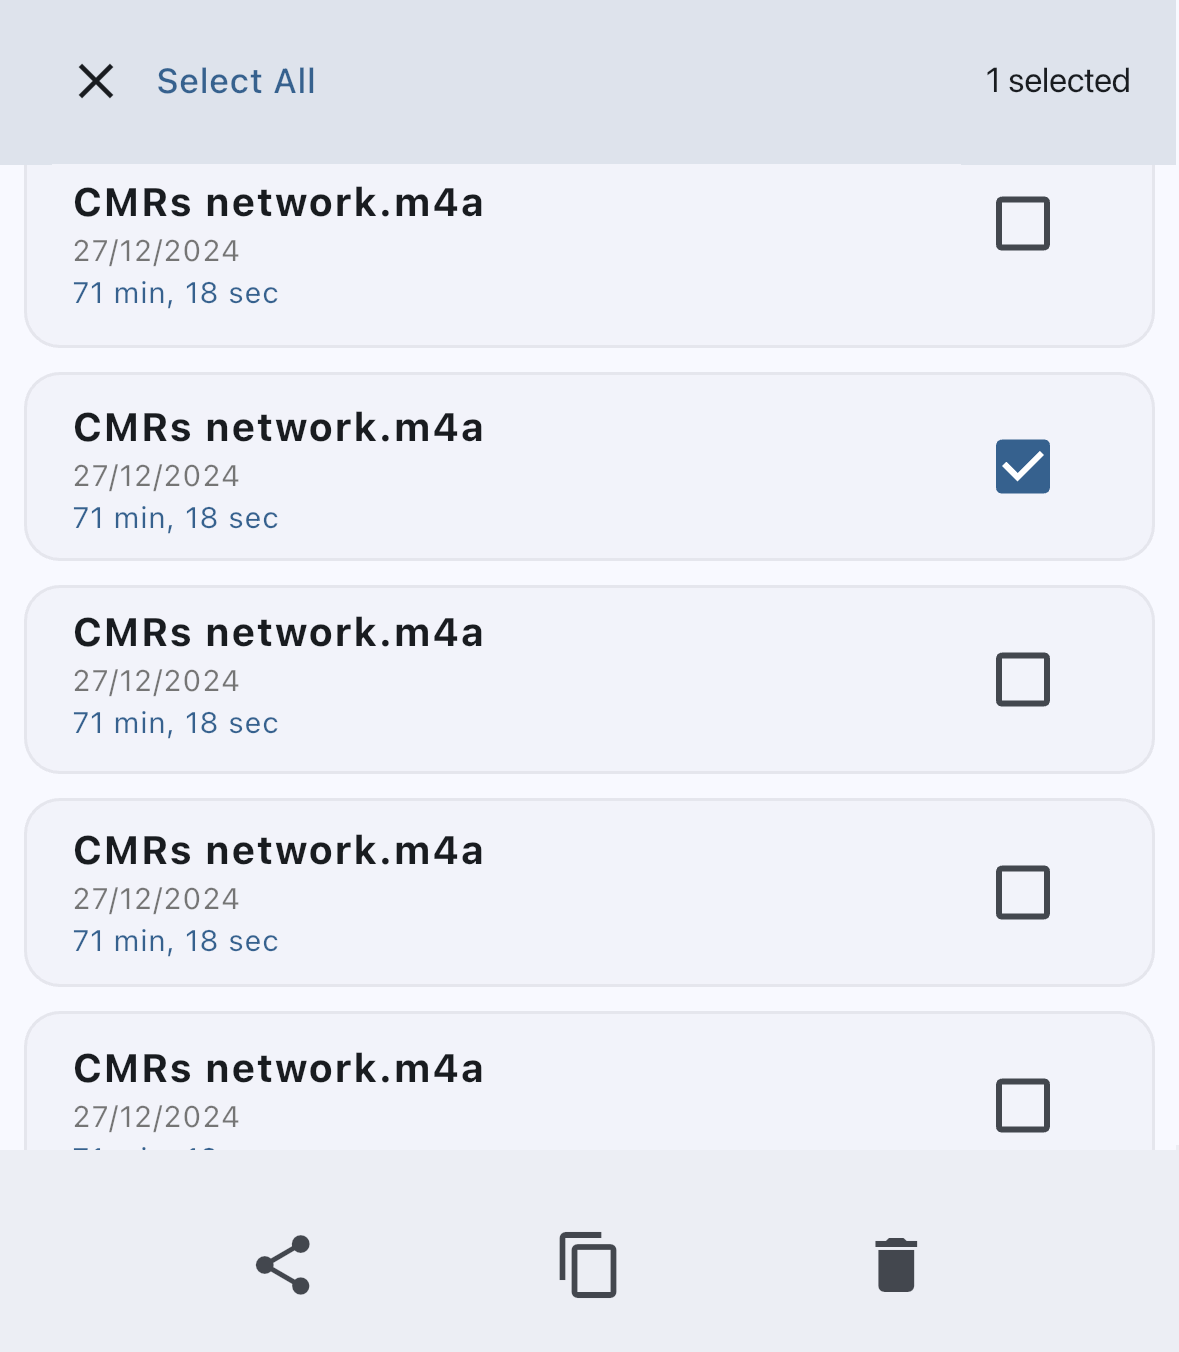 Select All
1 selected
CMRs network.m4a
27/12/2024
71 min, 18 sec
CMRs network.m4a
27/12/2024
71 min, 18 sec
CMRs network.m4a
27/12/2024
71 min, 18 sec
CMRs network.m4a
27/12/2024
71 min, 18 sec
CMRs network.m4a
27/12/2024